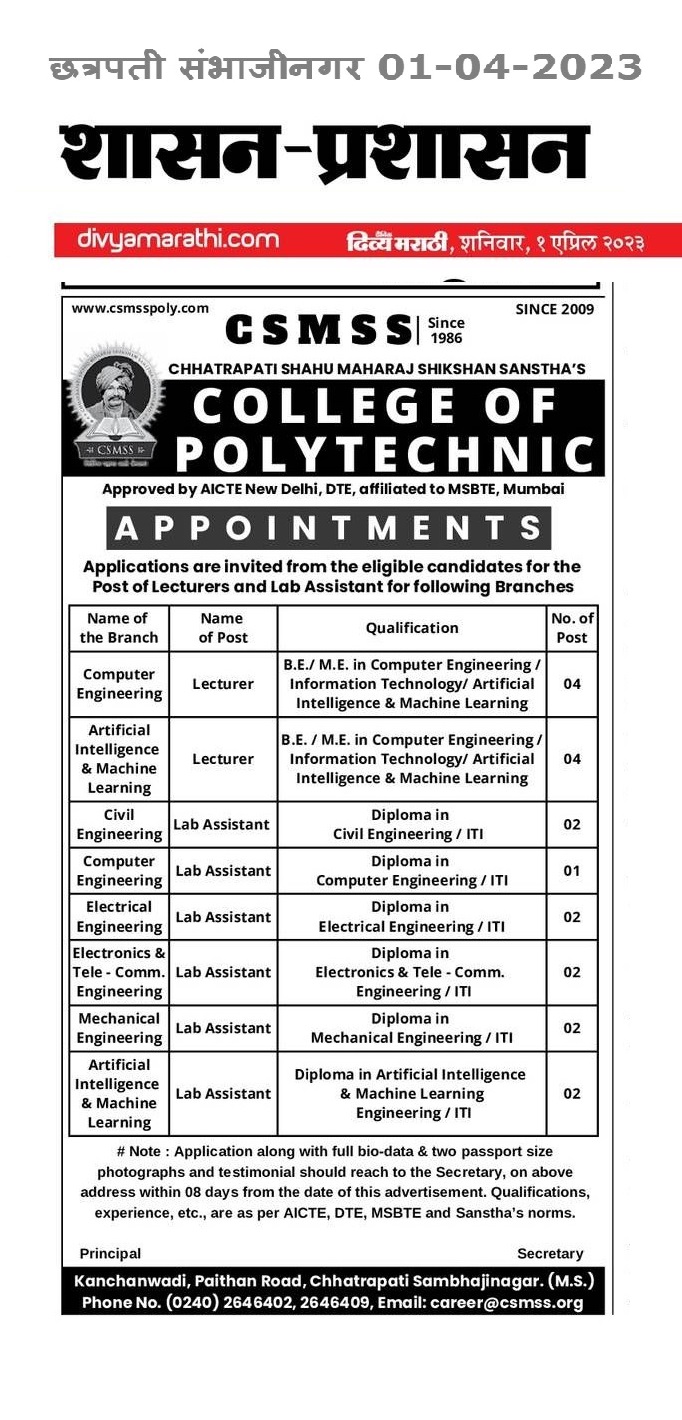 छत्रपती संभाजीनगर 01-04-2023
शासन-प्रशासन
divyamarathi.com
दिव्य मराठी, शनिवार, १ एप्रिल २०२३
www.csmsspoly.com
SINCE 2009
CSMSS
Since
1986
CHHATRAPATI SHAHU MAHARAJ SHIKSHAN SANSTHA'S
COLLEGE OF
POLYTECHNIC
CSMSS
Approved by AICTE New Delhi, DTE, affiliated to MSBTE, Mumbai
APPOINTMENTS
Applications are invited from the eligible candidates for the
Post of Lecturers and Lab Assistant for following Branches
Name of
the Branch
Name
of Post
Qualification
No. of
Post
Computer
Engineering
Lecturer
B.E./ M.E. in Computer Engineering /
Information Technology/ Artificial
Intelligence & Machine Learning
04
Artificial
Intelligence
& Machine
Learning
Lecturer
B.E. / M.E. in Computer Engineering /
Information Technology/ Artificial
Intelligence & Machine Learning
04
Civil
Engineering
Lab Assistant
Diploma in
Civil Engineering / ITI
02
Computer
Engineering
Lab Assistant
Diploma in
Computer Engineering / ITI
01
Electrical
Engineering
Lab Assistant
Diploma in
Electrical Engineering / ITI
02
Electronics &
Tele - Comm.
Engineering
Lab Assistant
Diploma in
Electronics & Tele - Comm.
Engineering / ITI
02
Mechanical
Engineering
Lab Assistant
Diploma in
Mechanical Engineering / ITI
02
Artificial
Intelligence
& Machine
Learning
Lab Assistant
Diploma in Artificial Intelligence
& Machine Learning
Engineering / ITI
02
# Note : Application along with full bio-data & two passport size
photographs and testimonial should reach to the Secretary, on above
address within 08 days from the date of this advertisement. Qualifications,
experience, etc., are as per AICTE, DTE, MSBTE and Sanstha's norms.
Principal
Secretary
Kanchanwadi, Paithan Road, Chhatrapati Sambhajinagar. (M.S.)
Phone No. (0240) 2646402, 2646409, Email: career@csmss.org